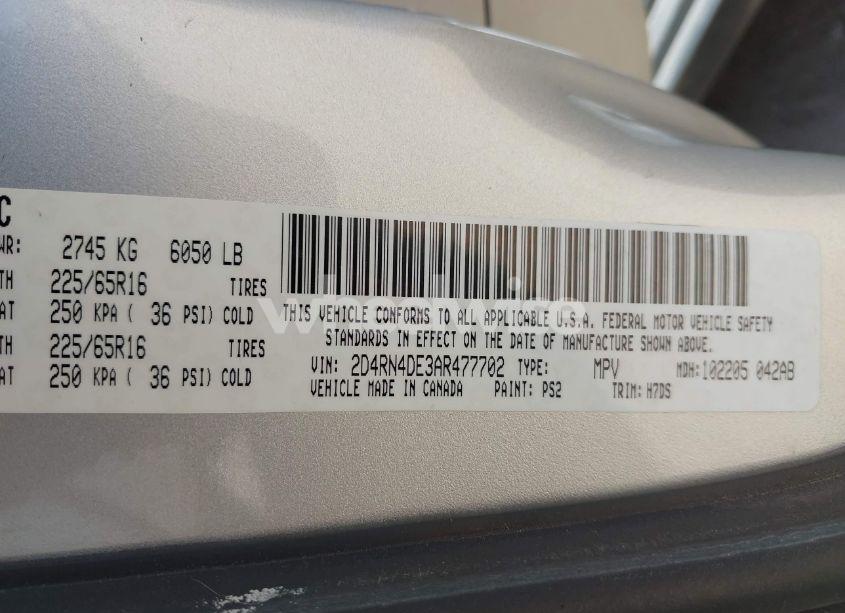 C
WR: 2745 KG 6050 LB
TH 225/65R16 TIRES
AT 250 KPA ( 36 PSI) COLD
TH 225/65R16 TIRES
AT 250 KPA ( 36 PSI) COLD
THIS VEHICLE CONFORMS TO ALL APPLICABLE U.S.A. FEDERAL MOTOR VEHICLE SAFETY
STANDARDS IN EFFECT ON THE DATE OF MANUFACTURE SHOWN ABOVE.
VIN: 2D4RN4DE3AR477702 TYPE: MPV MDH:102205 042AB
VEHICLE MADE IN CANADA PAINT: PS2 TRIM: H7DS
wheelwise